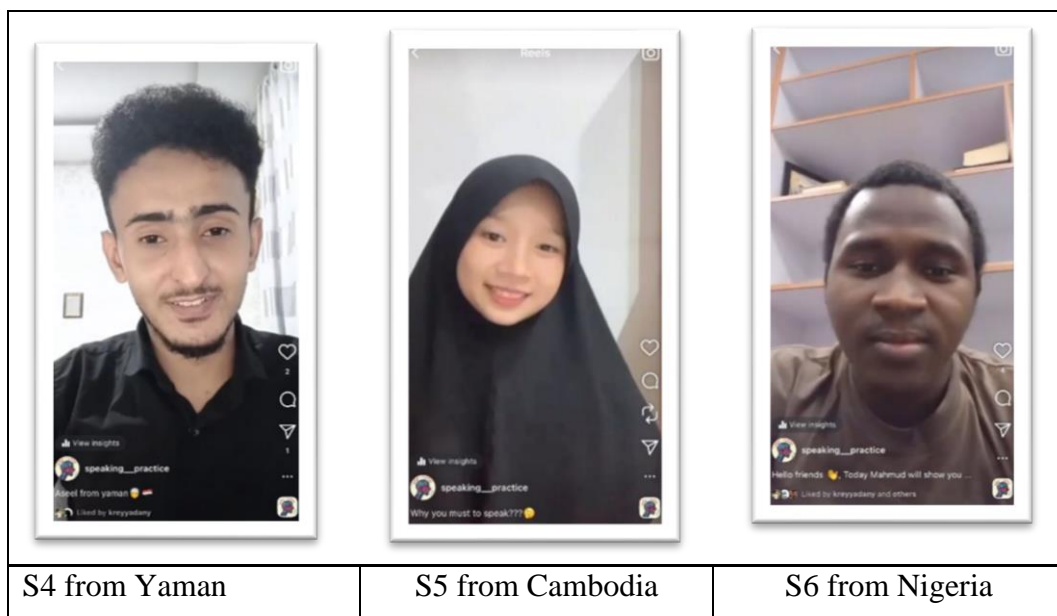 Reels
2
1
View insights
speaking__practice
Aseel from yaman
Liked by kreyyadany
View insights
speaking__practice
Why you must to speak???
View insights
speaking__practice
Hello friends 👋, Today Mahmud will show you ...
Liked by kreyyadany and others
S4 from Yaman
S5 from Cambodia
S6 from Nigeria